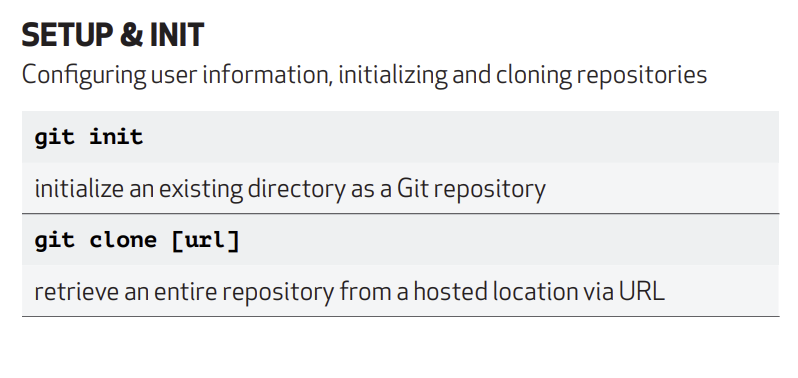 SETUP & INIT
Configuring user information, initializing and cloning repositories
git init
initialize an existing directory as a Git repository
git clone [url]
retrieve an entire repository from a hosted location via URL